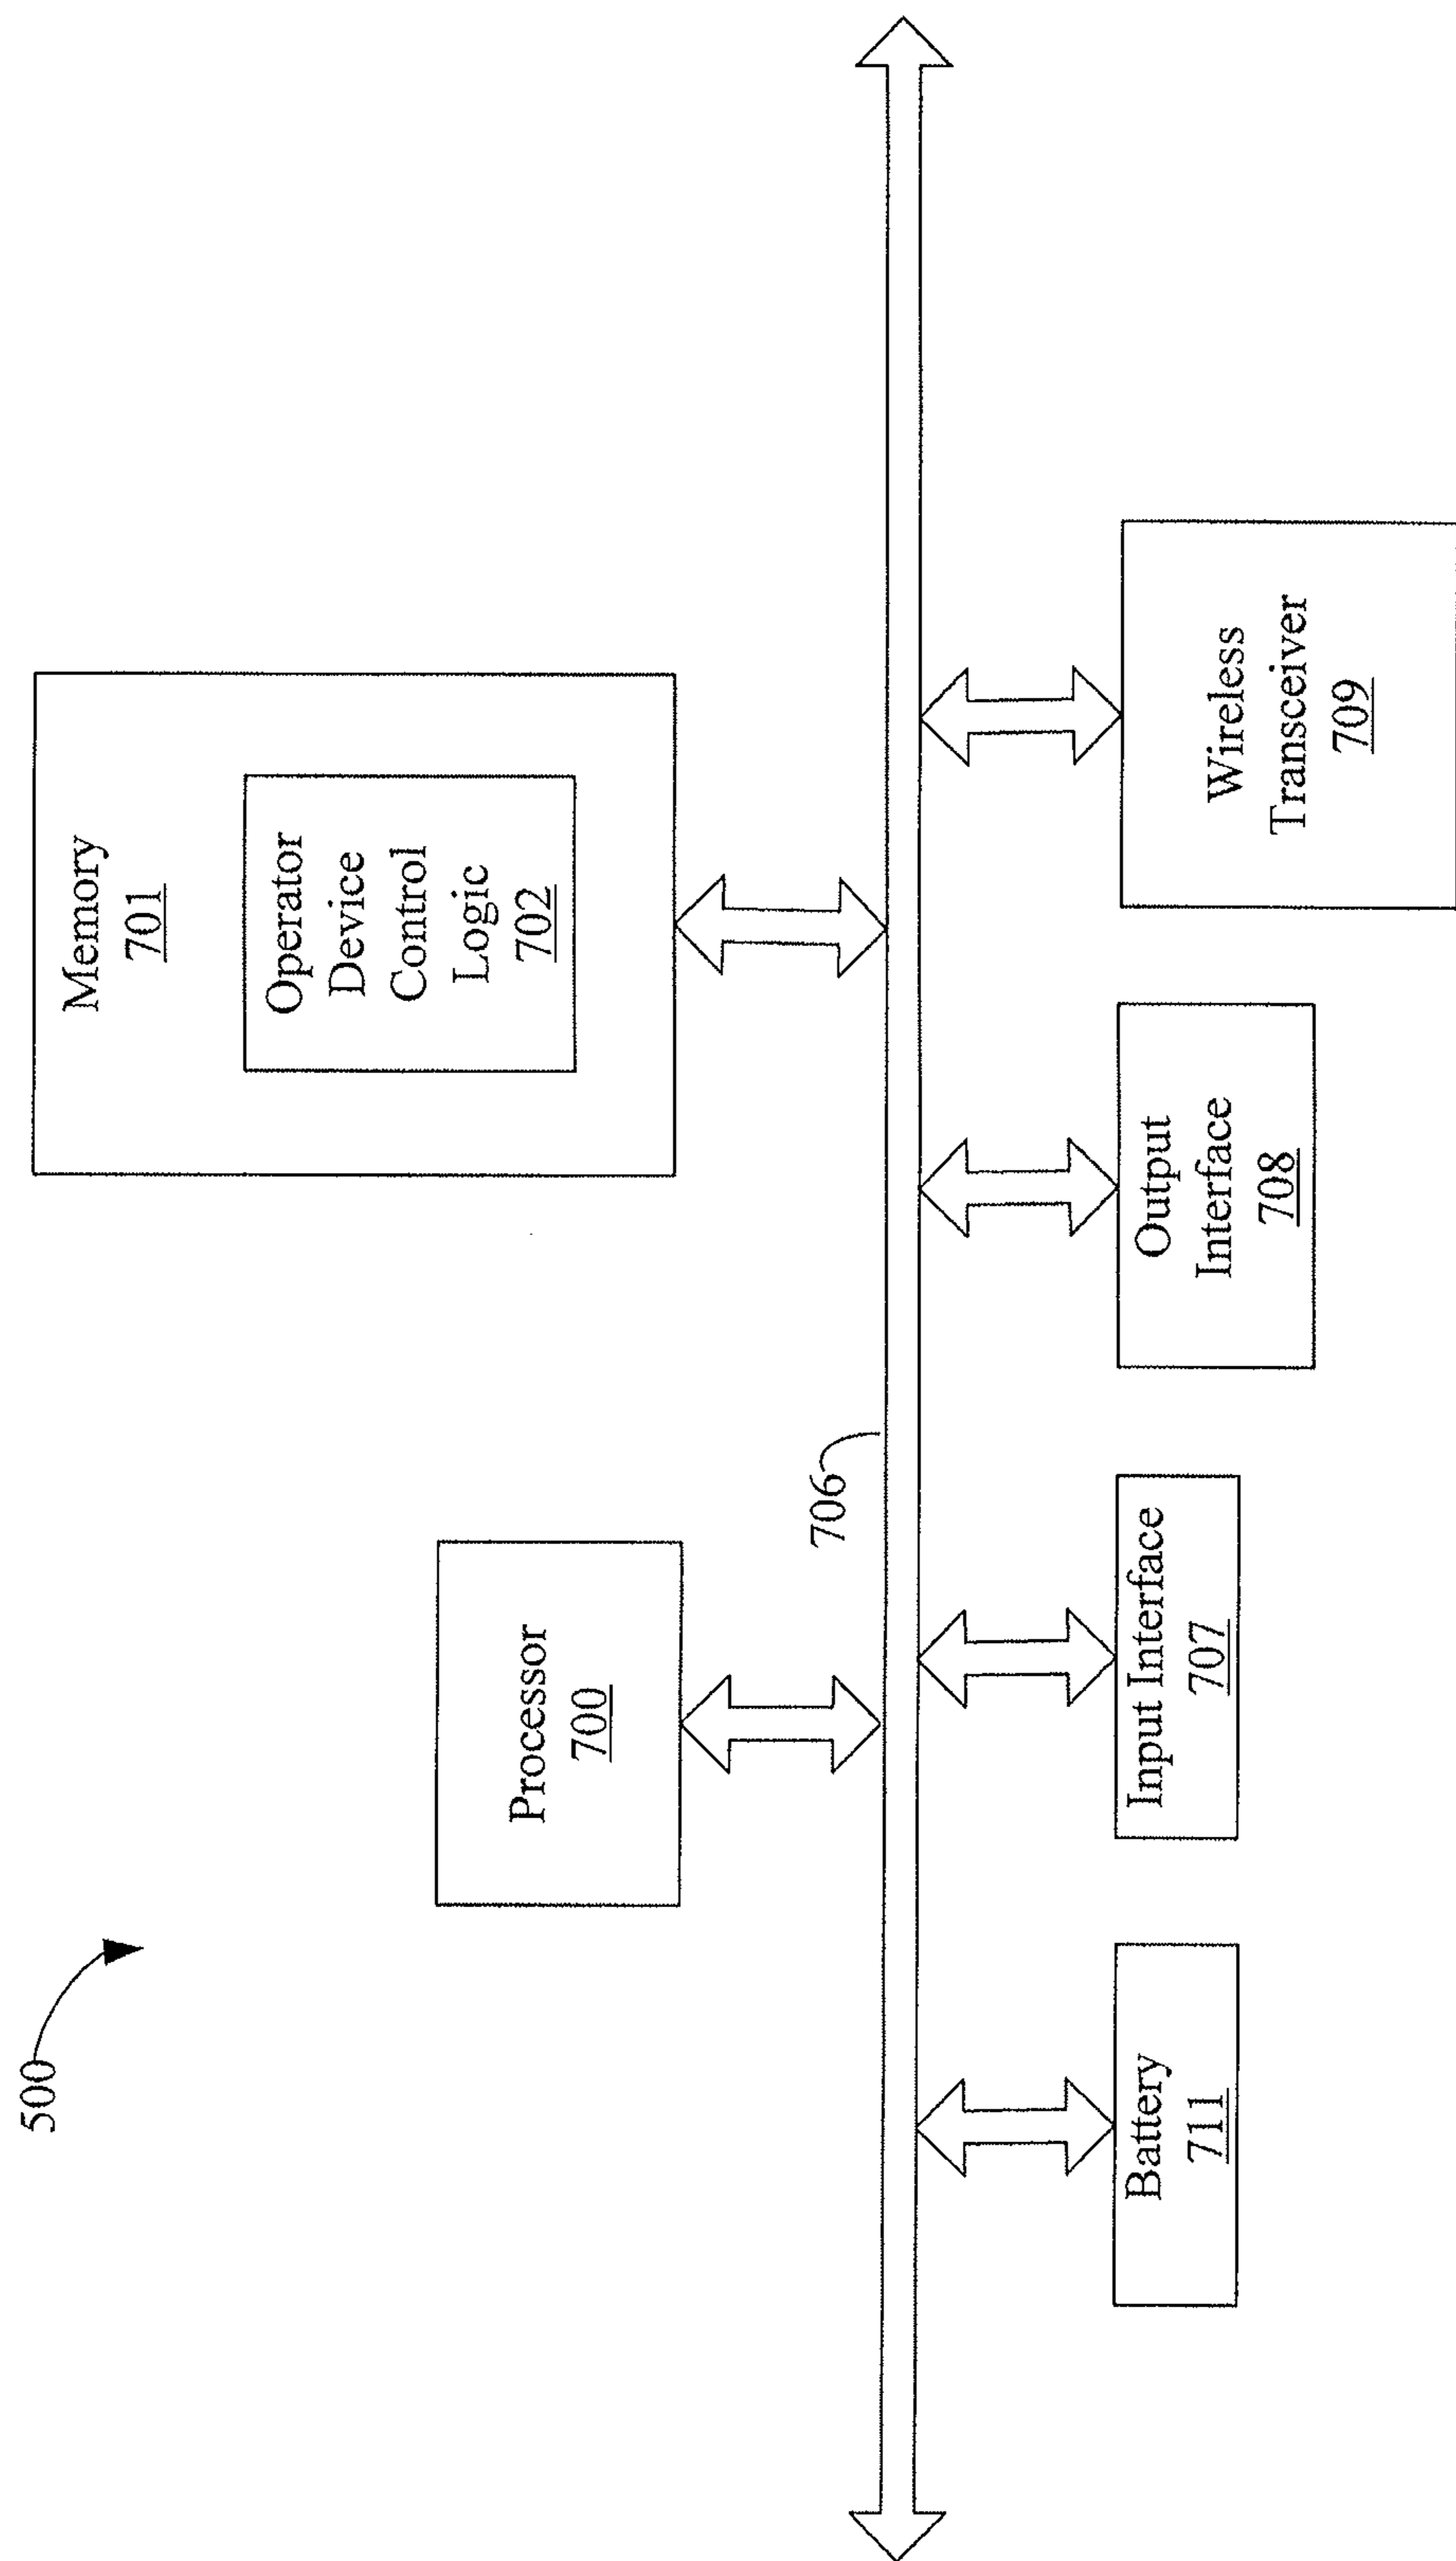 500
Processor
700
Memory
701
Operator
Device
Control
Logic
702
706
Battery
711
Input Interface
707
Output
Interface
708
Wireless
Transceiver
709